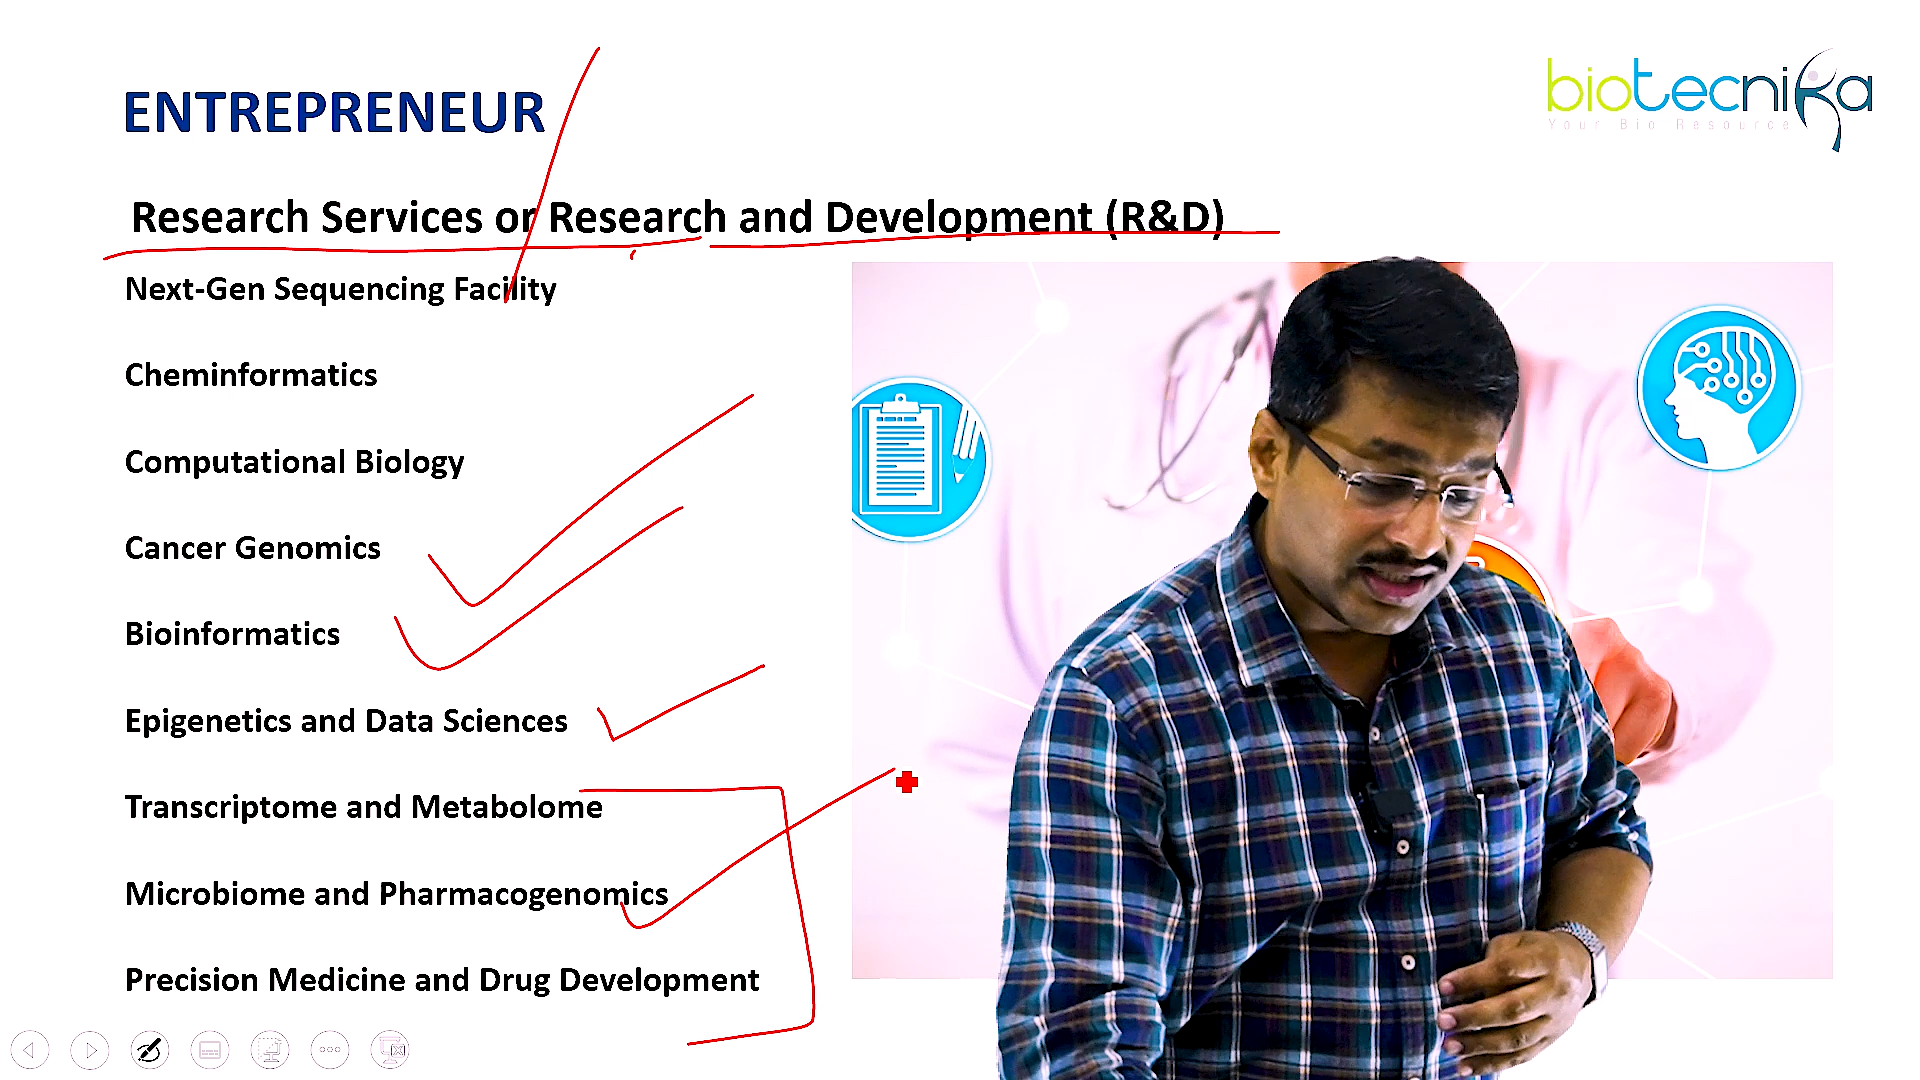 ENTREPRENEUR
biotecnika
Your Bio Resource
Research Services or Research and Development (R&D)
Next-Gen Sequencing Facility
Cheminformatics
Computational Biology
Cancer Genomics
Bioinformatics
Epigenetics and Data Sciences
Transcriptome and Metabolome
Microbiome and Pharmacogenomics
Precision Medicine and Drug Development